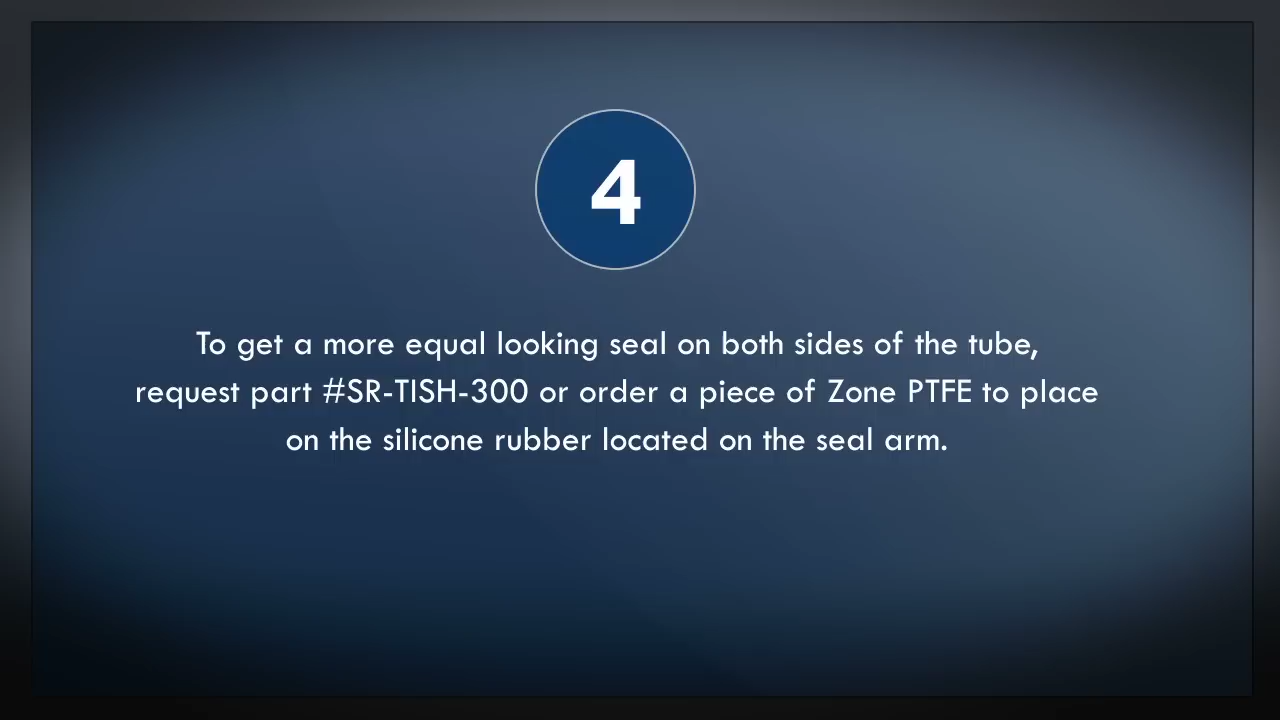 4
To get a more equal looking seal on both sides of the tube,
request part #SR-TISH-300 or order a piece of Zone PTFE to place
on the silicone rubber located on the seal arm.